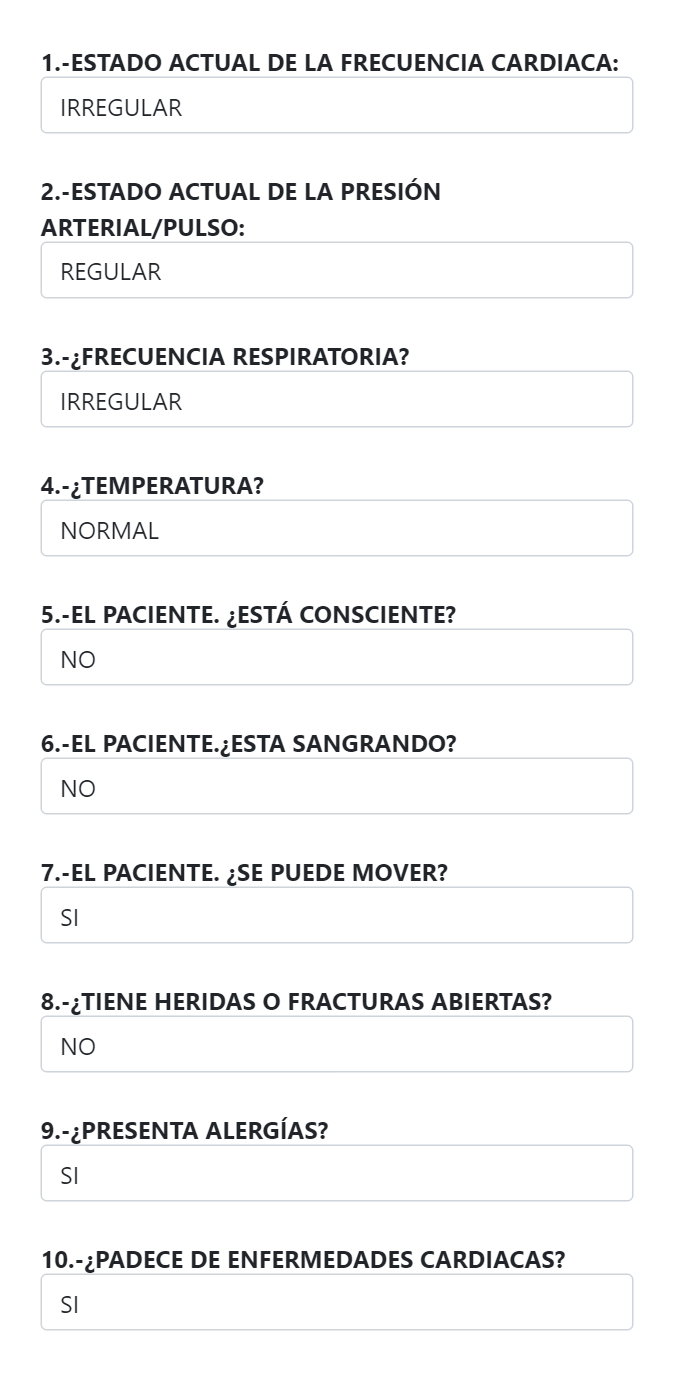 1.-ESTADO ACTUAL DE LA FRECUENCIA CARDIACA:
IRREGULAR
2.-ESTADO ACTUAL DE LA PRESIÓN
ARTERIAL/PULSO:
REGULAR
3.-¿FRECUENCIA RESPIRATORIA?
IRREGULAR
4.-¿TEMPERATURA?
NORMAL
5.-EL PACIENTE. ¿ESTÁ CONSCIENTE?
NO
6.-EL PACIENTE.¿ESTA SANGRANDO?
NO
7.-EL PACIENTE. ¿SE PUEDE MOVER?
SI
8.-¿TIENE HERIDAS O FRACTURAS ABIERTAS?
NO
9.-¿PRESENTA ALERGÍAS?
SI
10.-¿PADECE DE ENFERMEDADES CARDIACAS?
SI